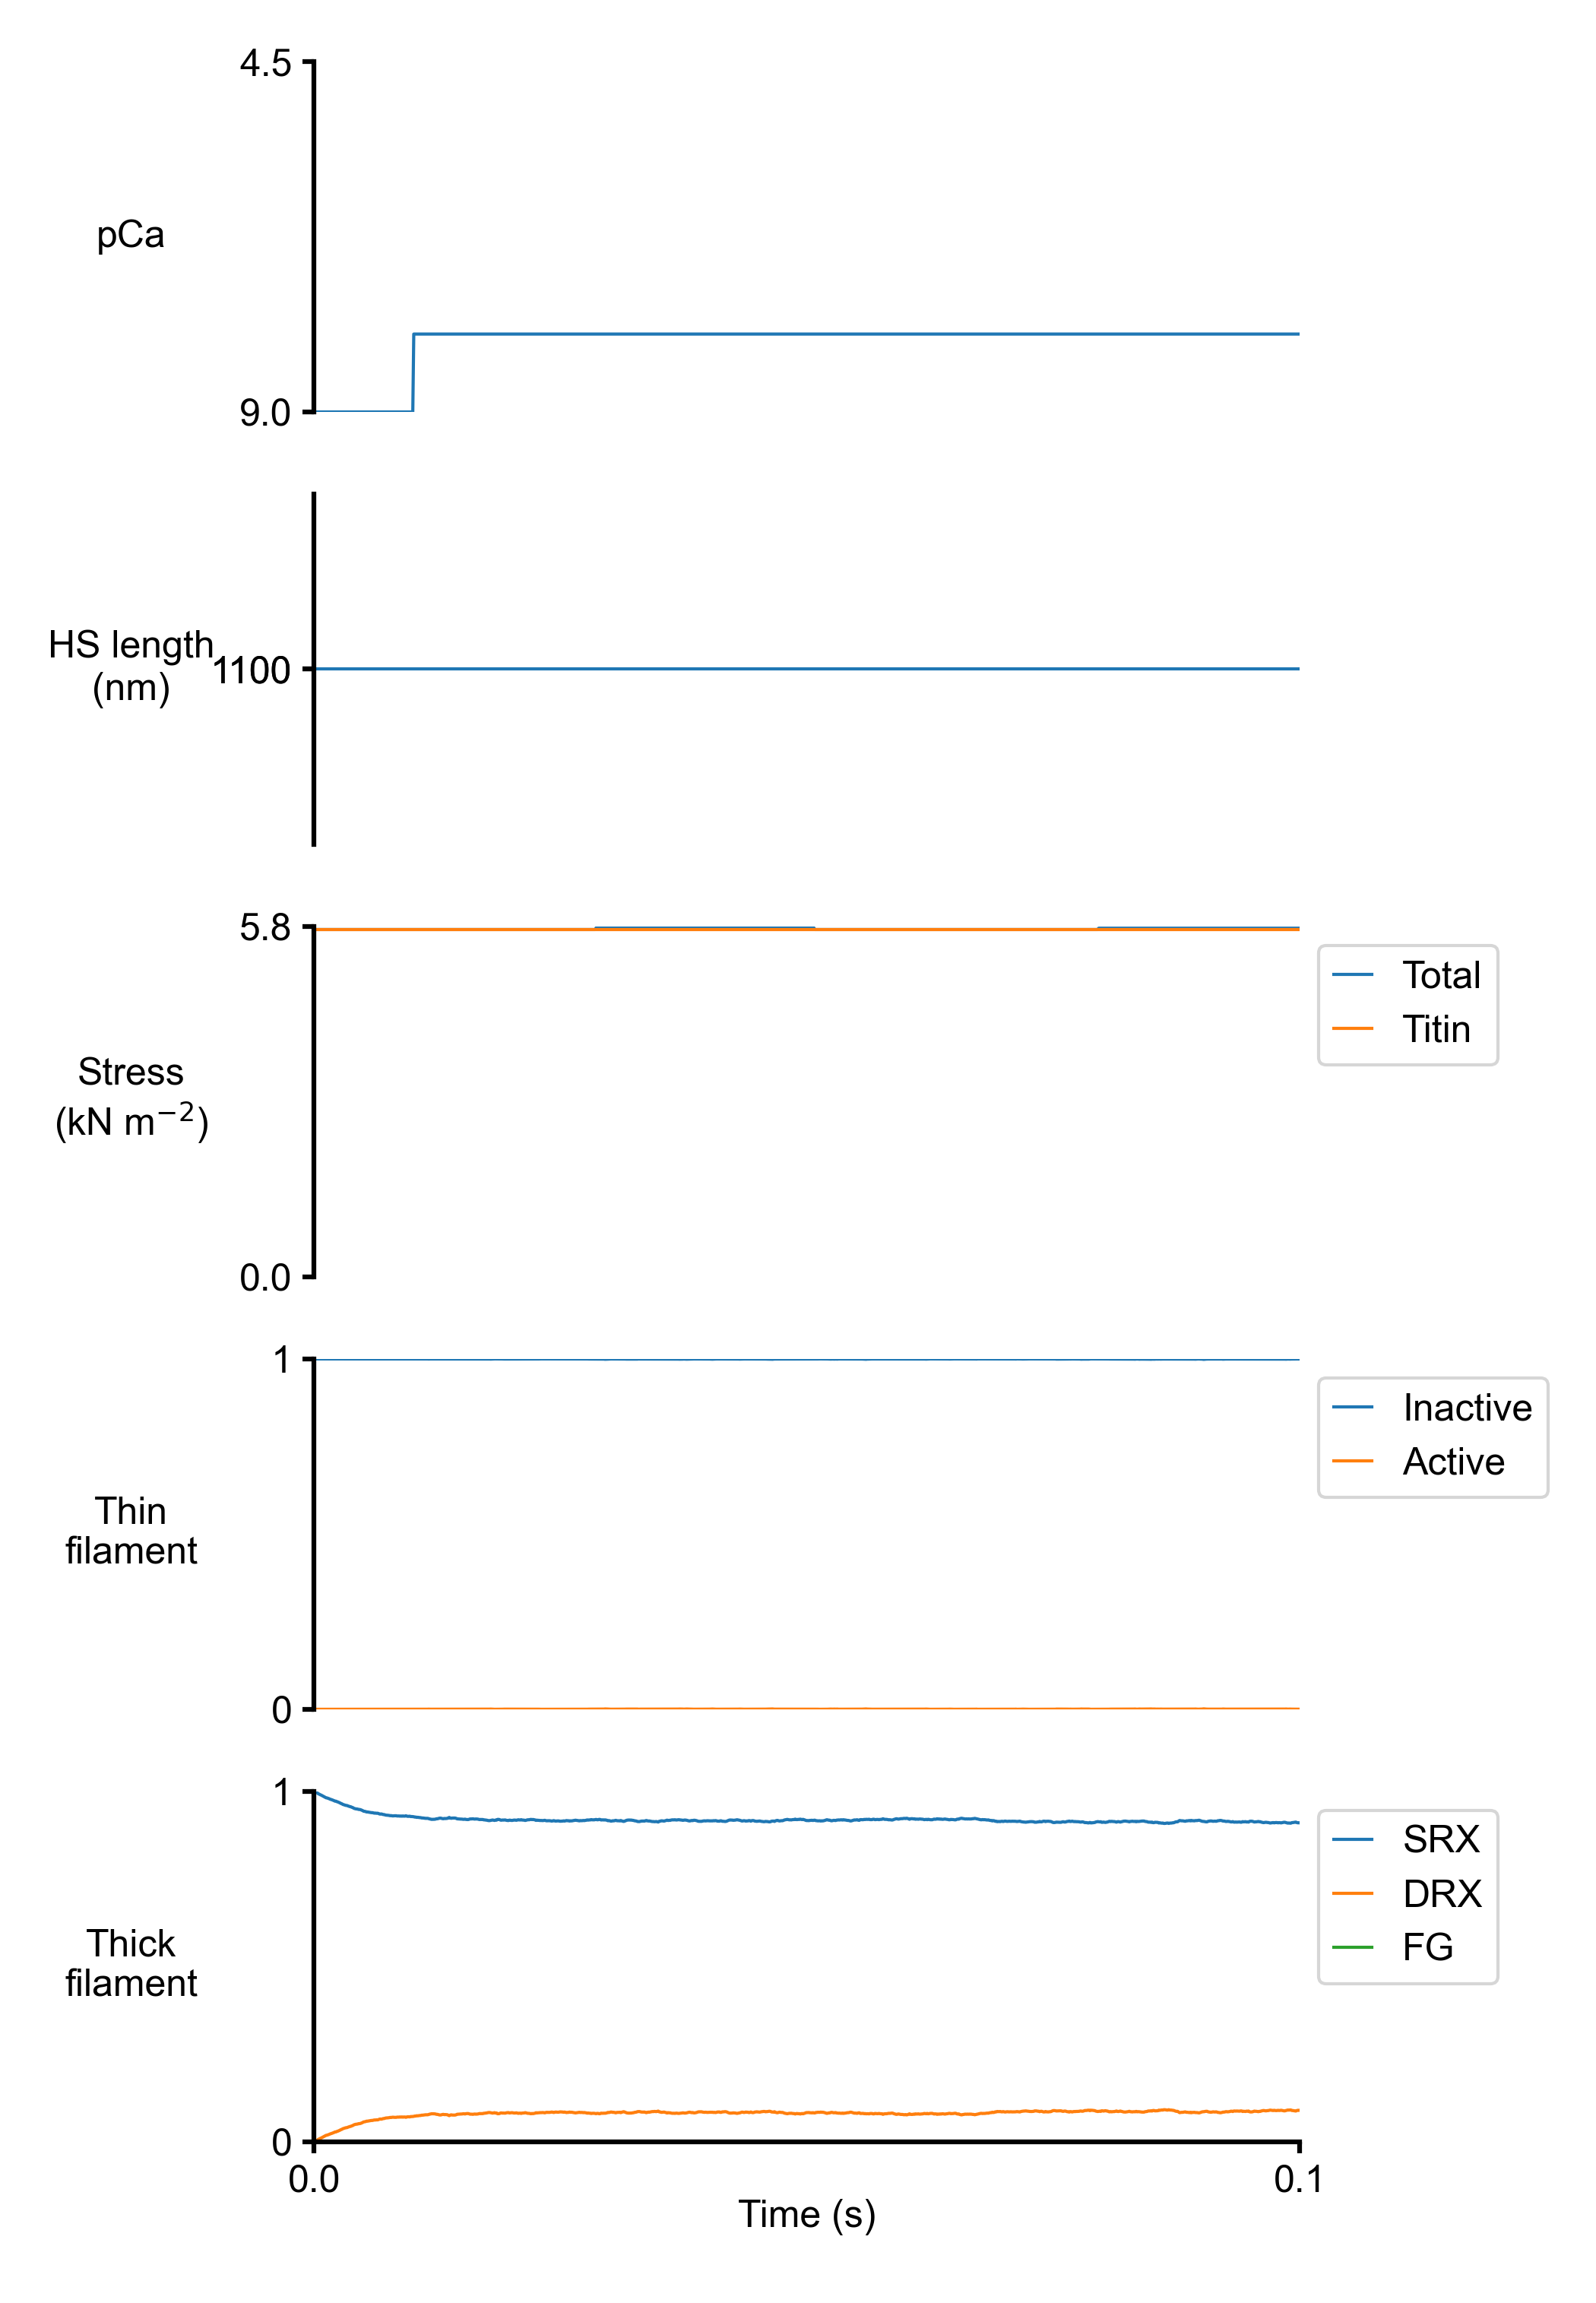 4.5
pCa
9.0
HS length
(nm)
1100
5.8
Total
Titin
Stress
(kN m⁻²)
0.0
1
Inactive
Active
Thin
filament
0
1
SRX
DRX
FG
Thick
filament
0
0.0
0.1
Time (s)